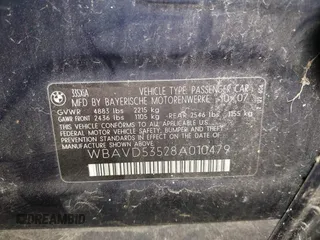 BMW
335XiA
VEHICLE TYPE PASSENGER CAR
MFD BY BAYERISCHE MOTORENWERKE 10/07
GVWR 4883 lbs 2215 kg
GAWR FRONT 2436 lbs 1105 kg -REAR 2546 lbs 1155 kg
THIS VEHICLE CONFORMS TO ALL APPLICABLE
U.S. FEDERAL MOTOR VEHICLE SAFETY, BUMPER
AND THEFT PREVENTION STANDARDS IN EFFECT
ON THE DATE OF MANUFACTURE SHOWN ABOVE
WBAVD53528A010479
DREAMBID